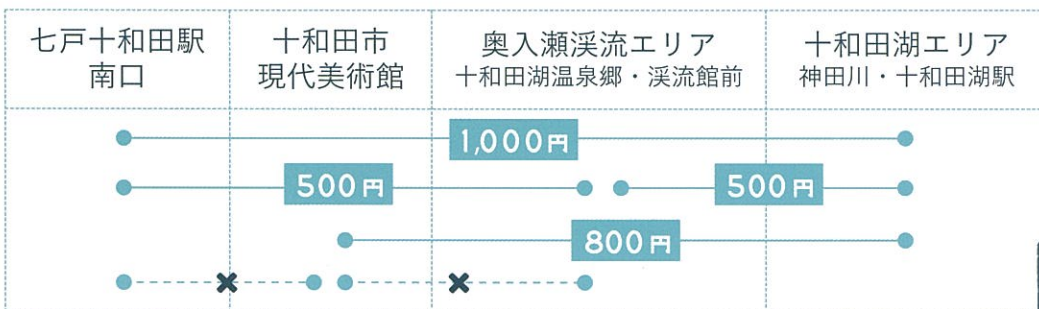 七戸十和田駅
南口
十和田市
現代美術館
奥入瀬渓流エリア
十和田湖温泉郷・渓流館前
十和田湖エリア
神田川・十和田湖駅
1,000円
500円
500円
800円